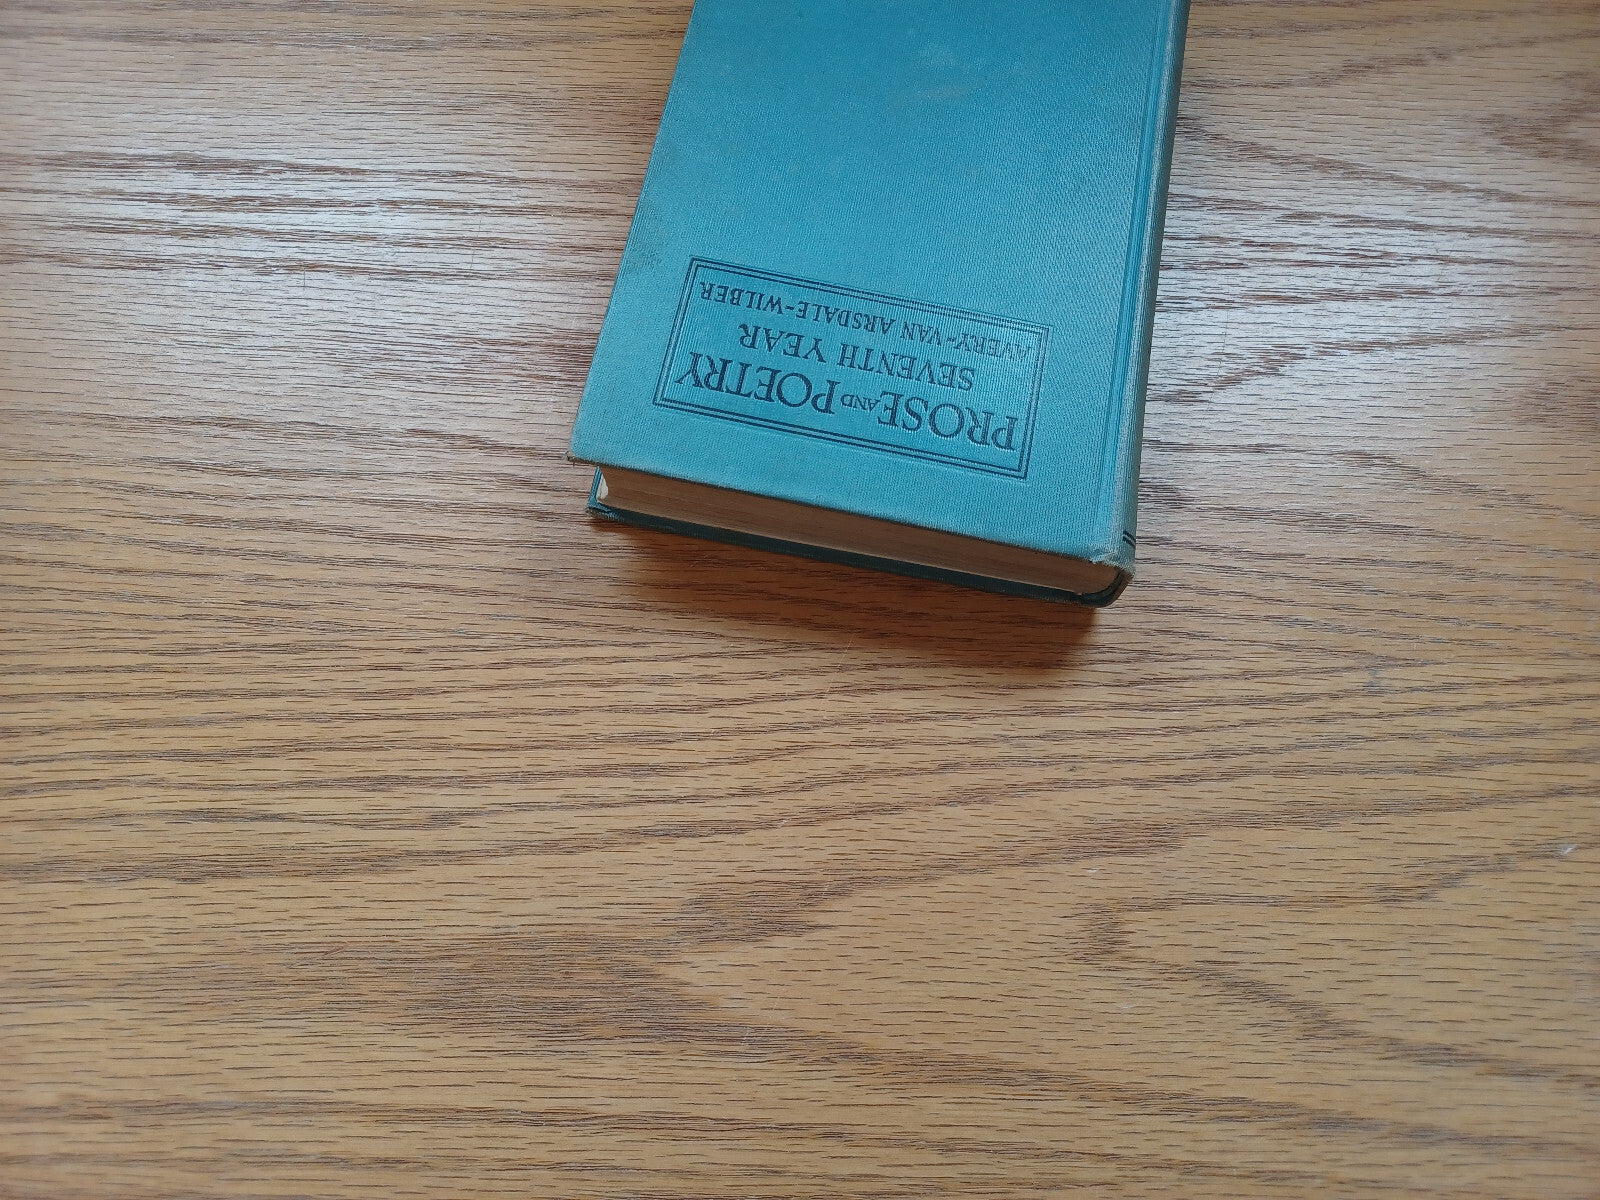 PROSE AND POETRY
SEVENTH YEAR
AVERY-VAN ARSDALE-WILBER